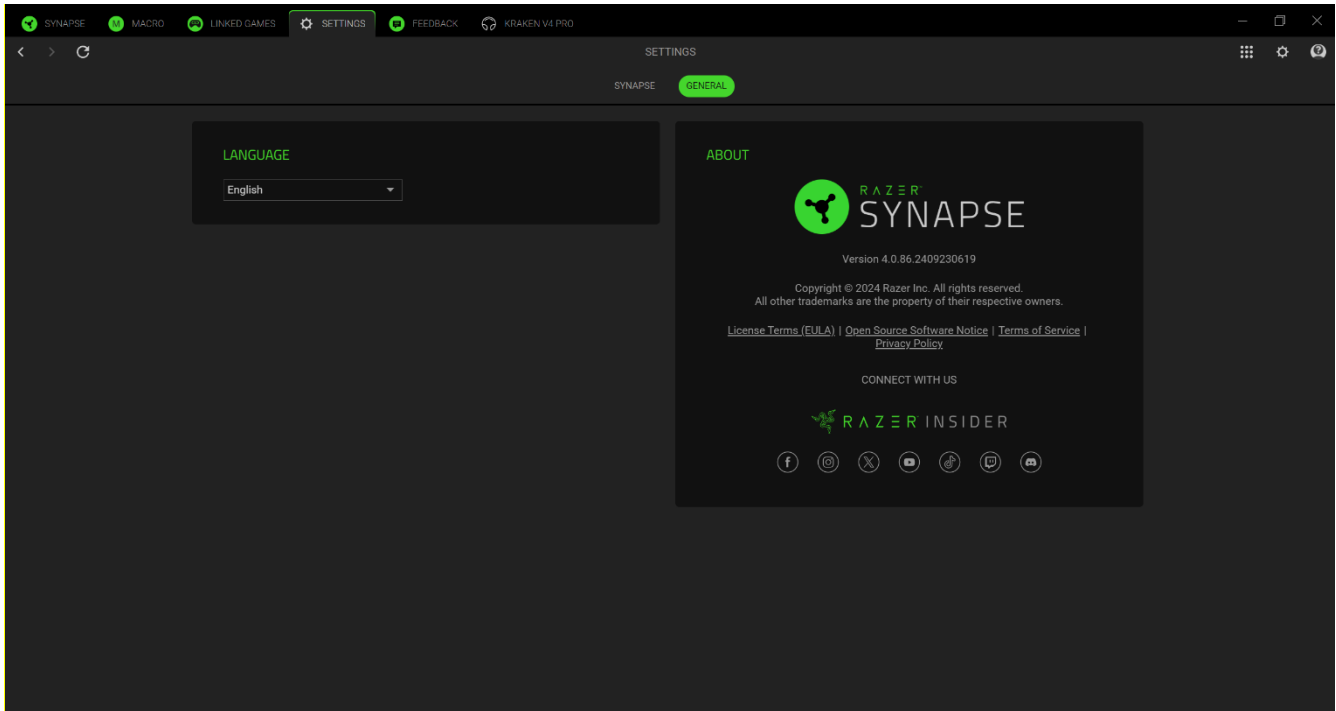 SYNAPSE
M MACRO
LINKED GAMES
SETTINGS
FEEDBACK
KRAKEN V4 PRO
SETTINGS
SYNAPSE
GENERAL
LANGUAGE
English
ABOUT
RAZER
SYNAPSE
Version 4.0.86.2409230619
Copyright © 2024 Razer Inc. All rights reserved.
All other trademarks are the property of their respective owners.
License Terms (EULA) | Open Source Software Notice | Terms of Service |
Privacy Policy
CONNECT WITH US
RAZER INSIDER